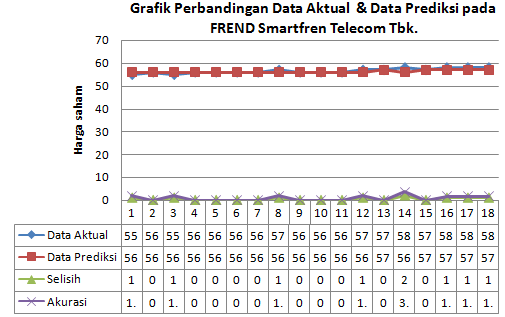 Grafik Perbandingan Data Aktual & Data Prediksi pada
FREND Smartfren Telecom Tbk.
Harga saham
70
60
50
40
30
20
10
0
1 2 3 4 5 6 7 8 9 10 11 12 13 14 15 16 17 18
Data Aktual 55 56 55 56 56 56 56 57 56 56 56 57 57 58 57 58 58 58
Data Prediksi 56 56 56 56 56 56 56 56 56 56 56 56 57 56 57 57 57 57
Selisih 1 0 1 0 0 0 0 1 0 0 0 1 0 2 0 1 1 1
Akurasi 1. 0 1. 0 0 0 0 1. 0 0 0 1. 0 3. 0 1. 1. 1.